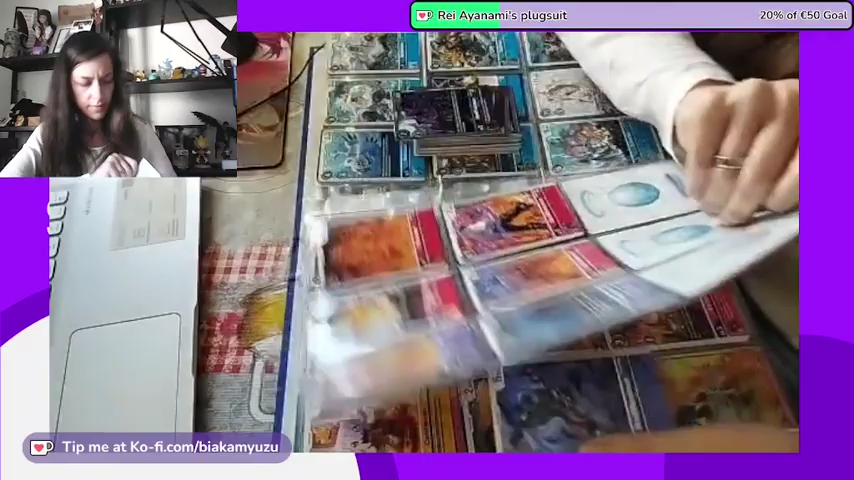 Rei Ayanami's plugsuit
20% of €50 Goal
Tip me at Ko-fi.com/biakamyuzu